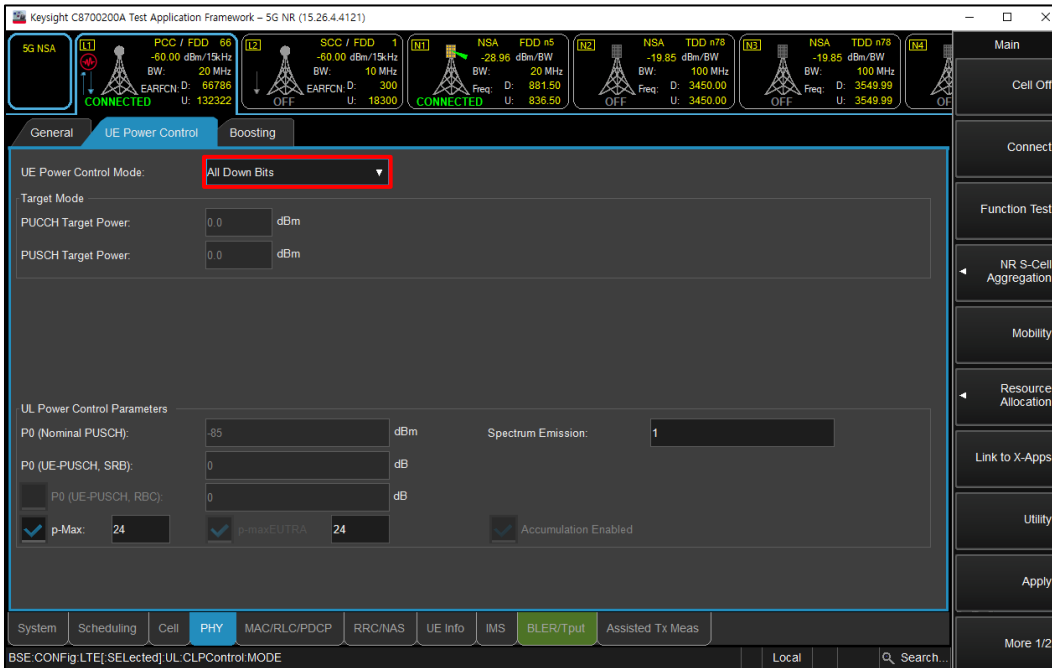 Keysight C8700200A Test Application Framework – 5G NR (15.26.4.4121)
5G NSA
L1
PCC / FDD 66
-60.00 dBm/15kHz
BW: 20 MHz
EARFCN: D: 66786
U: 132322
CONNECTED
L2
SCC / FDD 1
-60.00 dBm/15kHz
BW: 10 MHz
EARFCN: D: 300
U: 18300
OFF
N1
NSA FDD n5
-28.96 dBm/BW
BW: 20 MHz
Freq: D: 881.50
U: 836.50
CONNECTED
N2
NSA TDD n78
-19.85 dBm/BW
BW: 100 MHz
Freq: D: 3450.00
U: 3450.00
OFF
N3
NSA TDD n78
-19.85 dBm/BW
BW: 100 MHz
Freq: D: 3549.99
U: 3549.99
OFF
N4
OF
General UE Power Control Boosting
UE Power Control Mode: All Down Bits
Target Mode
PUCCH Target Power: 0.0 dBm
PUSCH Target Power: 0.0 dBm
UL Power Control Parameters
P0 (Nominal PUSCH): -85 dBm Spectrum Emission: 1
P0 (UE-PUSCH, SRB): 0 dB
P0 (UE-PUSCH, RBC): 0 dB
p-Max: 24 p-maxEUTRA 24 Accumulation Enabled
System Scheduling Cell PHY MAC/RLC/PDCP RRC/NAS UE Info IMS BLER/Tput Assisted Tx Meas
BSE:CONFig:LTE[:SELected]:UL:CLPControl:MODE Local Search...
Main
Cell Off
Connect
Function Test
NR S-Cell
Aggregation
Mobility
Resource
Allocation
Link to X-Apps
Utility
Apply
More 1/2